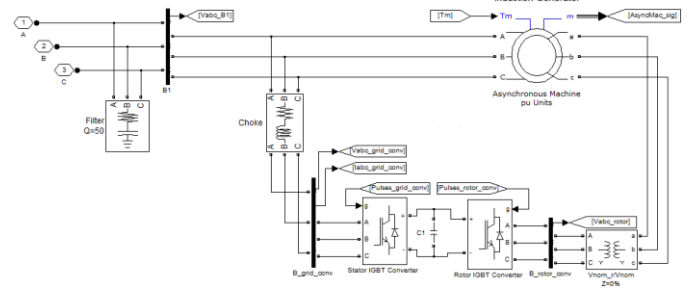 Induction Generator
[Vabc_B1]
[Tm]
Tm
m
[AsynchMac_sig]
1
A
2
B
3
C
A
a
B
b
C
c
B1
A B C
Filter
Q=50
Choke
A B C
A B C
Asynchronous Machine
pu Units
[Vabc_grid_conv]
[Iabc_grid_conv]
[Pulses_grid_conv]
[Pulses_rotor_conv]
[Vabc_rotor]
g
A
B
C
+
-
C1
+
-
g
A
B
C
A
B
C
a
b
c
Y
Y
B_grid_conv
Stator IGBT Converter
Rotor IGBT Converter
B_rotor_conv
Vnom_r/Vnom
Z=0%